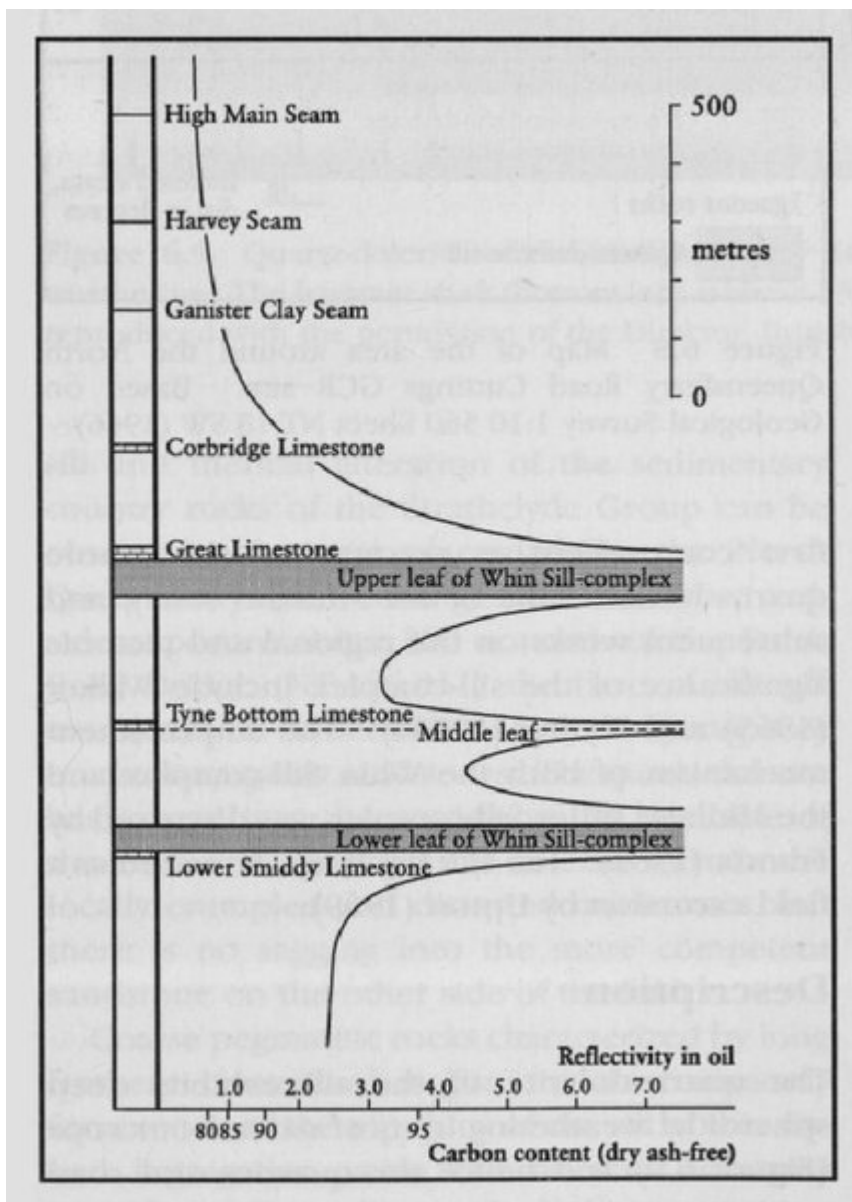 High Main Seam
500
Harvey Seam
metres
Ganister Clay Seam
0
Corbridge Limestone
Great Limestone
Upper leaf of Whin Sill-complex
Tyne Bottom Limestone
Middle leaf
Lower leaf of Whin Sill-complex
Lower Smiddy Limestone
Reflectivity in oil
1.0 2.0 3.0 4.0 5.0 6.0 7.0
80 85 90 95
Carbon content (dry ash-free)